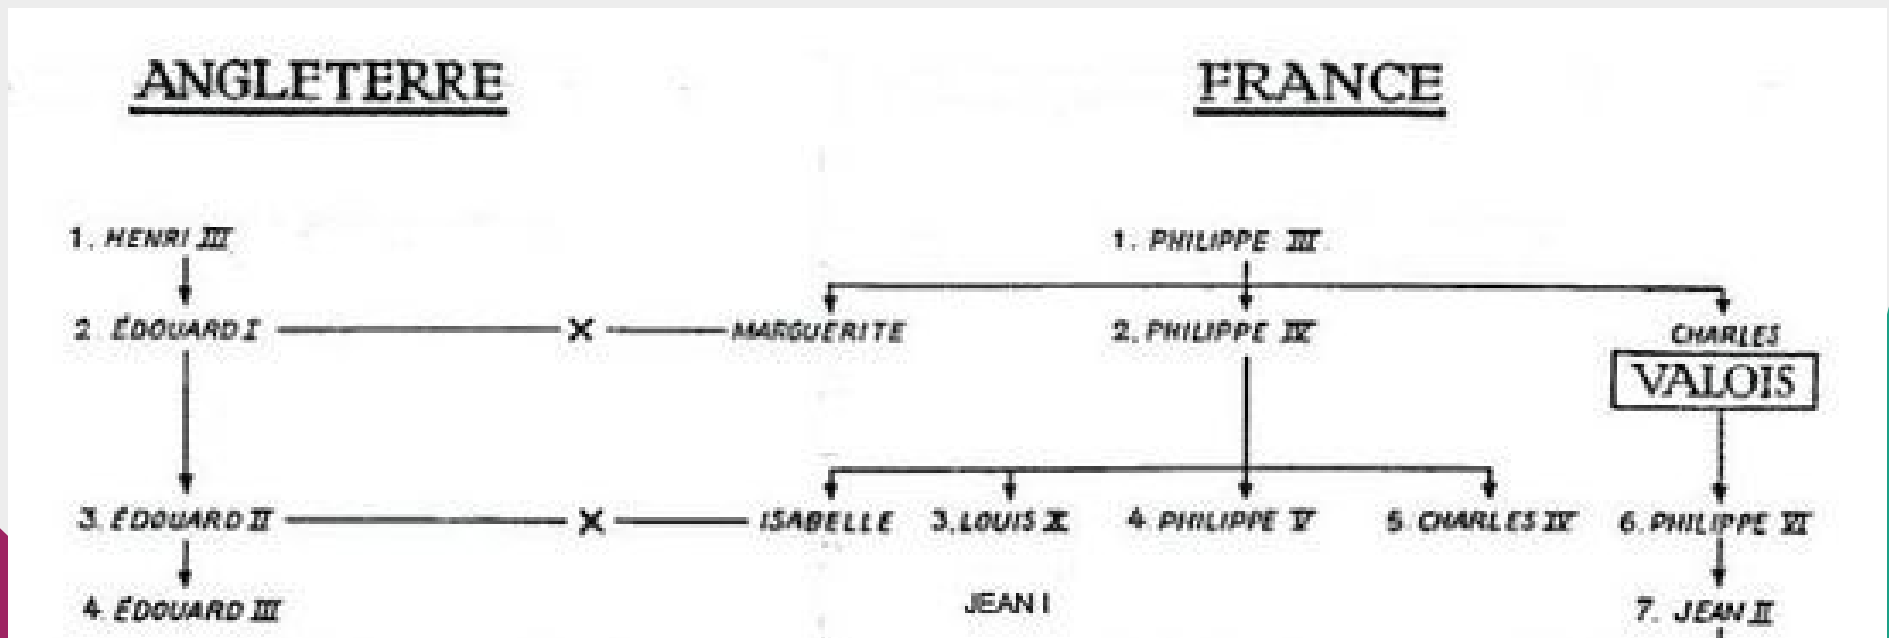 ANGLETERRE FRANCE
1. HENRI III 1. PHILIPPE III
2. ÉDOUARD I X MARGUERITE 2. PHILIPPE IV CHARLES
VALOIS
3. ÉDOUARD II X ISABELLE 3. LOUIS X 4. PHILIPPE V 5. CHARLES IV 6. PHILIPPE VI
4. ÉDOUARD III JEAN I 7. JEAN II